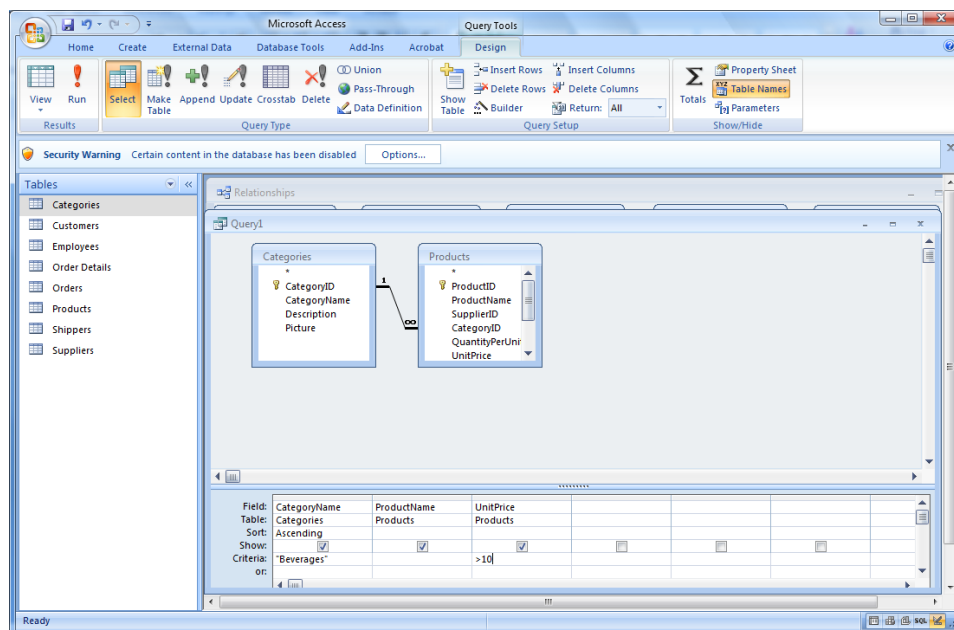 Microsoft Access
Query Tools
Home Create External Data Database Tools Add-Ins Acrobat Design
View
Run
Select
Make Table
Append
Update
Crosstab
Delete
Union
Pass-Through
Data Definition
Show Table
Insert Rows
Delete Rows
Builder
Insert Columns
Delete Columns
Return: All
Σ
Totals
Property Sheet
XYZ
Table Names
[?] Parameters
Results
Query Type
Query Setup
Show/Hide
Security Warning Certain content in the database has been disabled Options...
Tables
Categories
Customers
Employees
Order Details
Orders
Products
Shippers
Suppliers
Relationships
Query1
Categories
*
CategoryID
CategoryName
Description
Picture
1
∞
Products
*
ProductID
ProductName
SupplierID
CategoryID
QuantityPerUni
UnitPrice
Field: CategoryName ProductName UnitPrice
Table: Categories Products Products
Sort: Ascending
Show:
Criteria: "Beverages" >10
or:
Ready
SQL